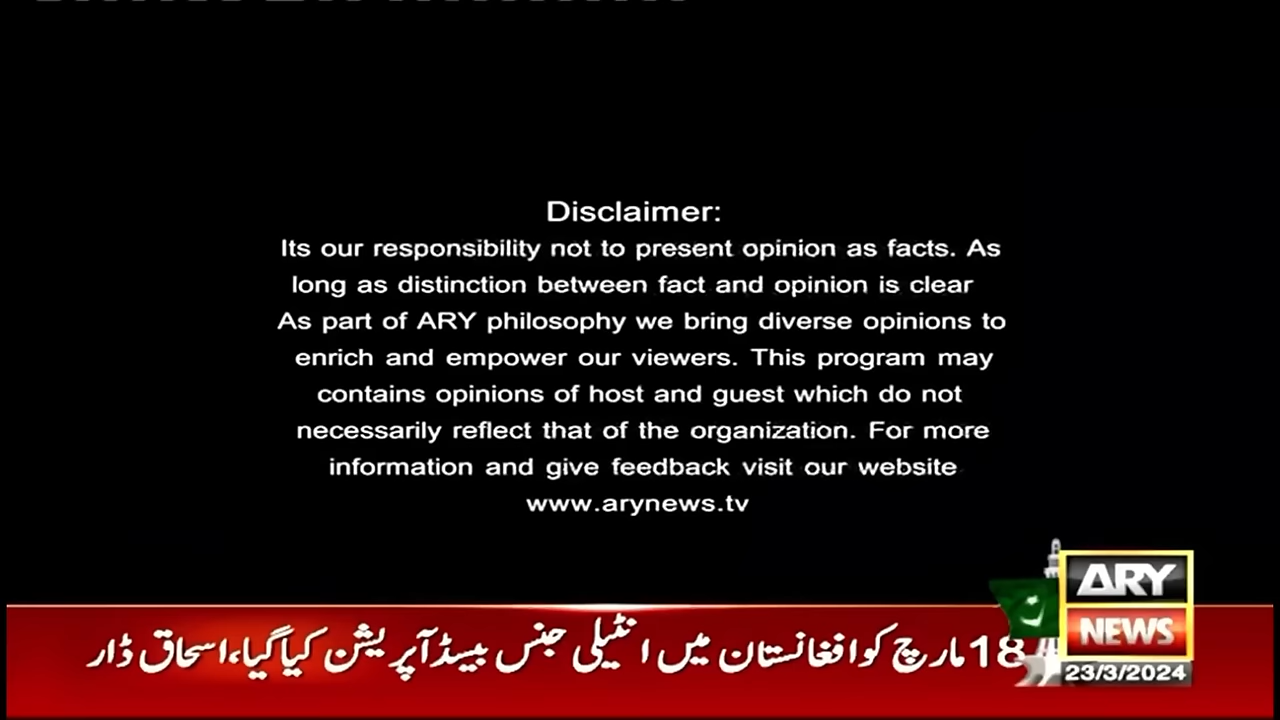 Disclaimer:
Its our responsibility not to present opinion as facts. As
long as distinction between fact and opinion is clear
As part of ARY philosophy we bring diverse opinions to
enrich and empower our viewers. This program may
contains opinions of host and guest which do not
necessarily reflect that of the organization. For more
information and give feedback visit our website
www.arynews.tv
ARY
NEWS
18 مارچ کو افغانستان میں انٹیلی جنس بیسڈ آپریشن کیا گیا، اسحاق ڈار
23/3/2024